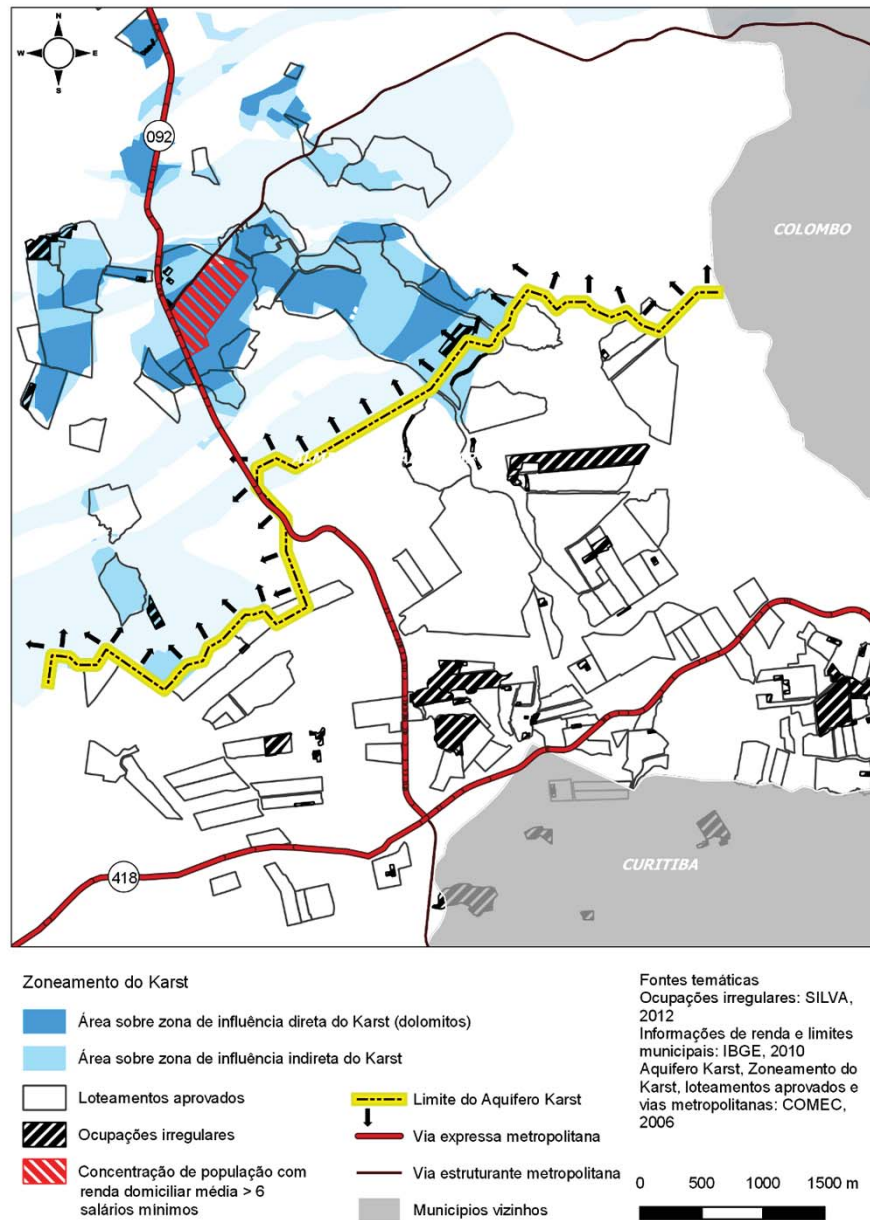 N
W E
S
092
COLOMBO
418
CURITIBA
Zoneamento do Karst
Área sobre zona de influência direta do Karst (dolomitos)
Área sobre zona de influência indireta do Karst
Loteamentos aprovados
Ocupações irregulares
Concentração de população com
renda domiciliar média > 6
salários mínimos
Limite do Aquífero Karst
Via expressa metropolitana
Via estruturante metropolitana
Municípios vizinhos
Fontes temáticas
Ocupações irregulares: SILVA,
2012
Informações de renda e limites
municipais: IBGE, 2010
Aquífero Karst, Zoneamento do
Karst, loteamentos aprovados e
vias metropolitanas: COMEC,
2006
0 500 1000 1500 m